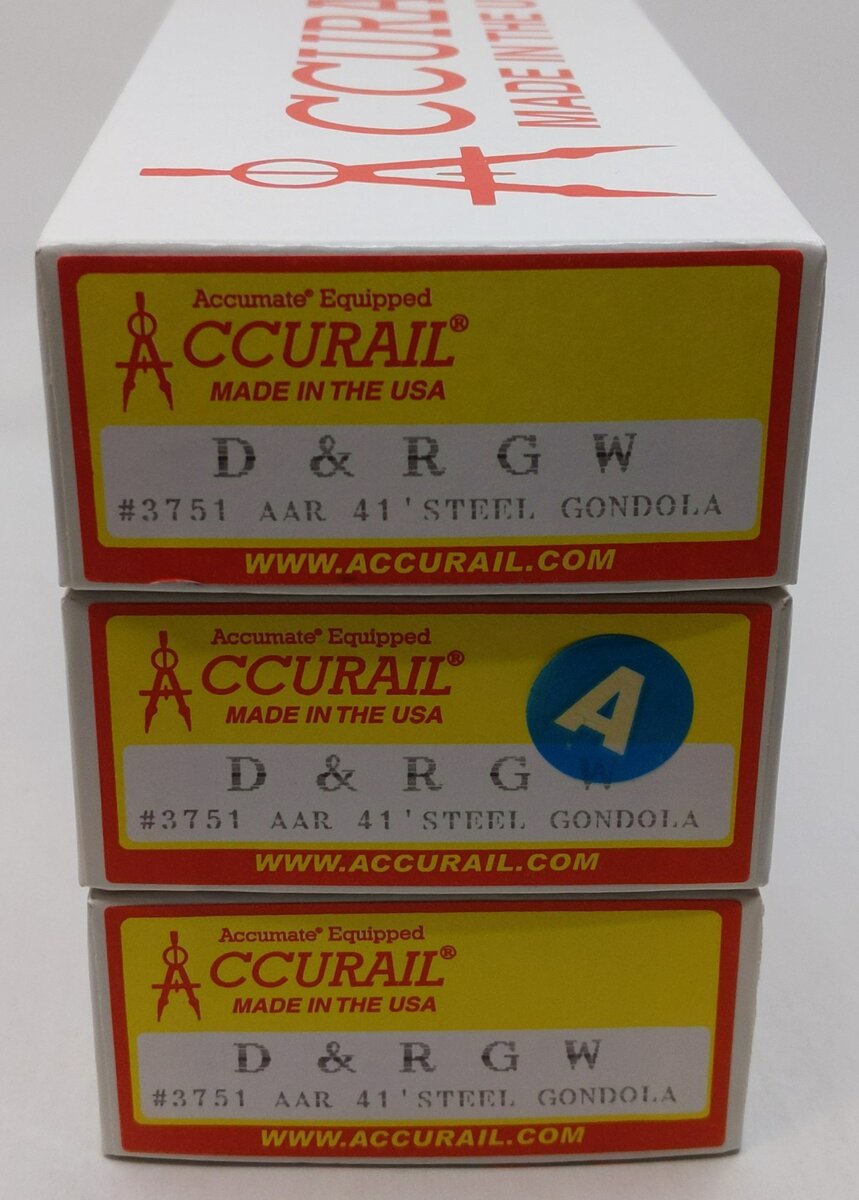 ACCURA
MADE IN THE U
Accumate® Equipped
ACCURAIL®
MADE IN THE USA
D & R G W
#3751 AAR 41'STEEL GONDOLA
WWW.ACCURAIL.COM
Accumate® Equipped
ACCURAIL®
MADE IN THE USA
A
D & R G W
#3751 AAR 41'STEEL GONDOLA
WWW.ACCURAIL.COM
Accumate® Equipped
ACCURAIL®
MADE IN THE USA
D & R G W
#3751 AAR 41'STEEL GONDOLA
WWW.ACCURAIL.COM